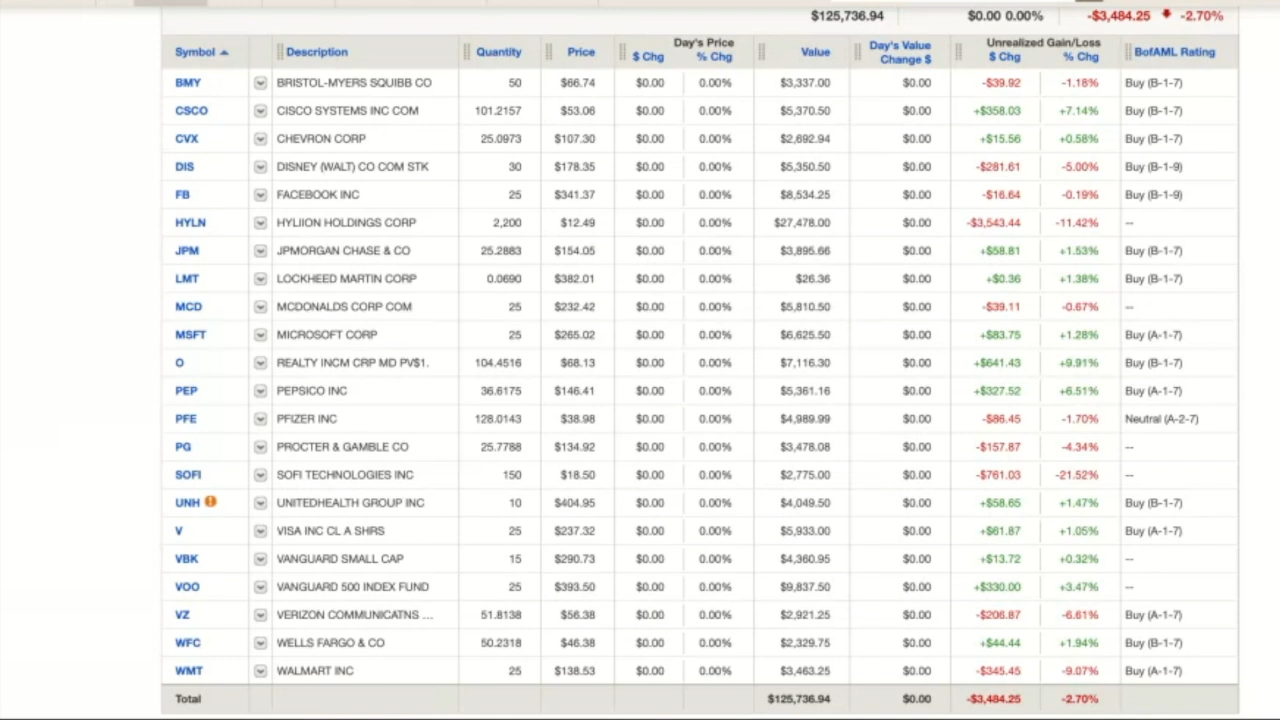 $125,736.94 $0.00 0.00% -$3,484.25 -2.70%
Symbol Description Quantity Price Day's Price $ Chg % Chg Value Day's Value Change $ Unrealized Gain/Loss $ Chg % Chg BofAML Rating
BMY BRISTOL-MYERS SQUIBB CO 50 $66.74 $0.00 0.00% $3,337.00 $0.00 -$39.92 -1.18% Buy (B-1-7)
CSCO CISCO SYSTEMS INC COM 101.2157 $53.06 $0.00 0.00% $5,370.50 $0.00 +$358.03 +7.14% Buy (B-1-7)
CVX CHEVRON CORP 25.0973 $107.30 $0.00 0.00% $2,692.94 $0.00 +$15.56 +0.58% Buy (B-1-7)
DIS DISNEY (WALT) CO COM STK 30 $178.35 $0.00 0.00% $5,350.50 $0.00 -$281.61 -5.00% Buy (B-1-9)
FB FACEBOOK INC 25 $341.37 $0.00 0.00% $8,534.25 $0.00 -$16.64 -0.19% Buy (B-1-9)
HYLN HYLIION HOLDINGS CORP 2,200 $12.49 $0.00 0.00% $27,478.00 $0.00 -$3,543.44 -11.42% --
JPM JPMORGAN CHASE & CO 25.2883 $154.05 $0.00 0.00% $3,895.66 $0.00 +$58.81 +1.53% Buy (B-1-7)
LMT LOCKHEED MARTIN CORP 0.0690 $382.01 $0.00 0.00% $26.36 $0.00 +$0.36 +1.38% Buy (B-1-7)
MCD MCDONALDS CORP COM 25 $232.42 $0.00 0.00% $5,810.50 $0.00 -$39.11 -0.67% --
MSFT MICROSOFT CORP 25 $265.02 $0.00 0.00% $6,625.50 $0.00 +$83.75 +1.28% Buy (A-1-7)
O REALTY INCM CRP MD PV$1. 104.4516 $68.13 $0.00 0.00% $7,116.30 $0.00 +$641.43 +9.91% Buy (B-1-7)
PEP PEPSICO INC 36.6175 $146.41 $0.00 0.00% $5,361.16 $0.00 +$327.52 +6.51% Buy (A-1-7)
PFE PFIZER INC 128.0143 $38.98 $0.00 0.00% $4,989.99 $0.00 -$86.45 -1.70% Neutral (A-2-7)
PG PROCTER & GAMBLE CO 25.7788 $134.92 $0.00 0.00% $3,478.08 $0.00 -$157.87 -4.34% --
SOFI SOFI TECHNOLOGIES INC 150 $18.50 $0.00 0.00% $2,775.00 $0.00 -$761.03 -21.52% --
UNH UNITEDHEALTH GROUP INC 10 $404.95 $0.00 0.00% $4,049.50 $0.00 +$58.65 +1.47% Buy (B-1-7)
V VISA INC CL A SHRS 25 $237.32 $0.00 0.00% $5,933.00 $0.00 +$61.87 +1.05% Buy (A-1-7)
VBK VANGUARD SMALL CAP 15 $290.73 $0.00 0.00% $4,360.95 $0.00 +$13.72 +0.32% --
VOO VANGUARD 500 INDEX FUND 25 $393.50 $0.00 0.00% $9,837.50 $0.00 +$330.00 +3.47% --
VZ VERIZON COMMUNICATNS ... 51.8138 $56.38 $0.00 0.00% $2,921.25 $0.00 -$206.87 -6.61% Buy (A-1-7)
WFC WELLS FARGO & CO 50.2318 $46.38 $0.00 0.00% $2,329.75 $0.00 +$44.44 +1.94% Buy (B-1-7)
WMT WALMART INC 25 $138.53 $0.00 0.00% $3,463.25 $0.00 -$345.45 -9.07% Buy (A-1-7)
Total $125,736.94 $0.00 -$3,484.25 -2.70%